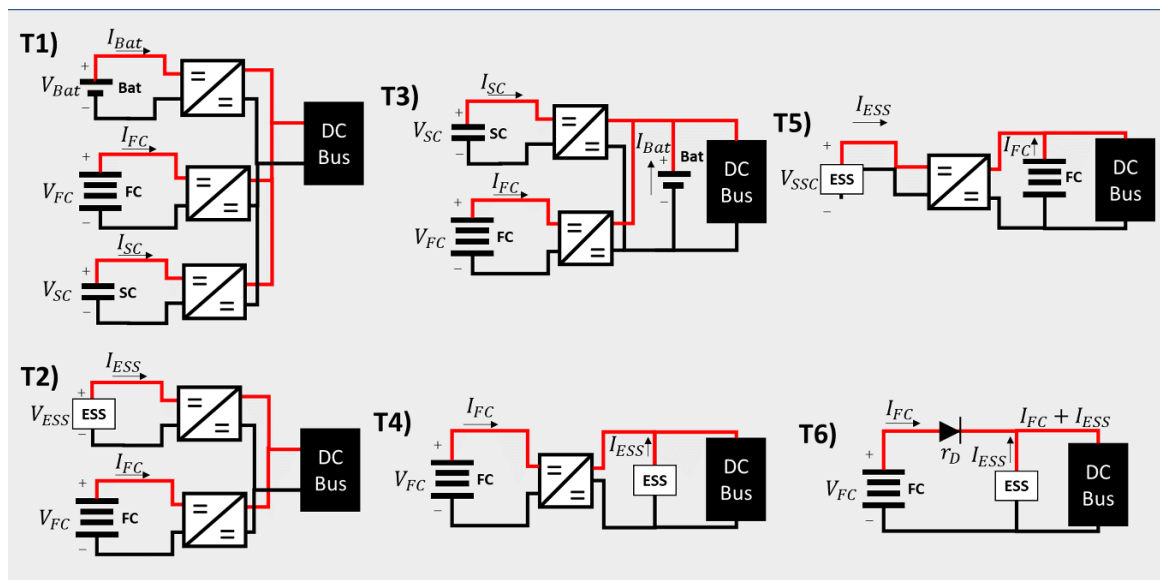 T1)
I_Bat
+
V_Bat
Bat
−
=
=
I_FC
+
V_FC
FC
−
=
=
I_SC
+
V_SC
SC
−
=
=
DC
Bus
T2)
I_ESS
+
V_ESS
ESS
−
=
=
I_FC
+
V_FC
FC
−
=
=
DC
Bus
T3)
I_SC
+
V_SC
SC
−
=
=
I_FC
+
V_FC
FC
−
=
=
I_Bat
+
Bat
−
DC
Bus
T4)
I_FC
+
V_FC
FC
−
=
=
I_ESS
ESS
DC
Bus
T5)
I_ESS
+
V_SSC
ESS
−
=
=
I_FC
FC
DC
Bus
T6)
I_FC
+
V_FC
FC
−
r_D
I_ESS
ESS
I_FC + I_ESS
DC
Bus